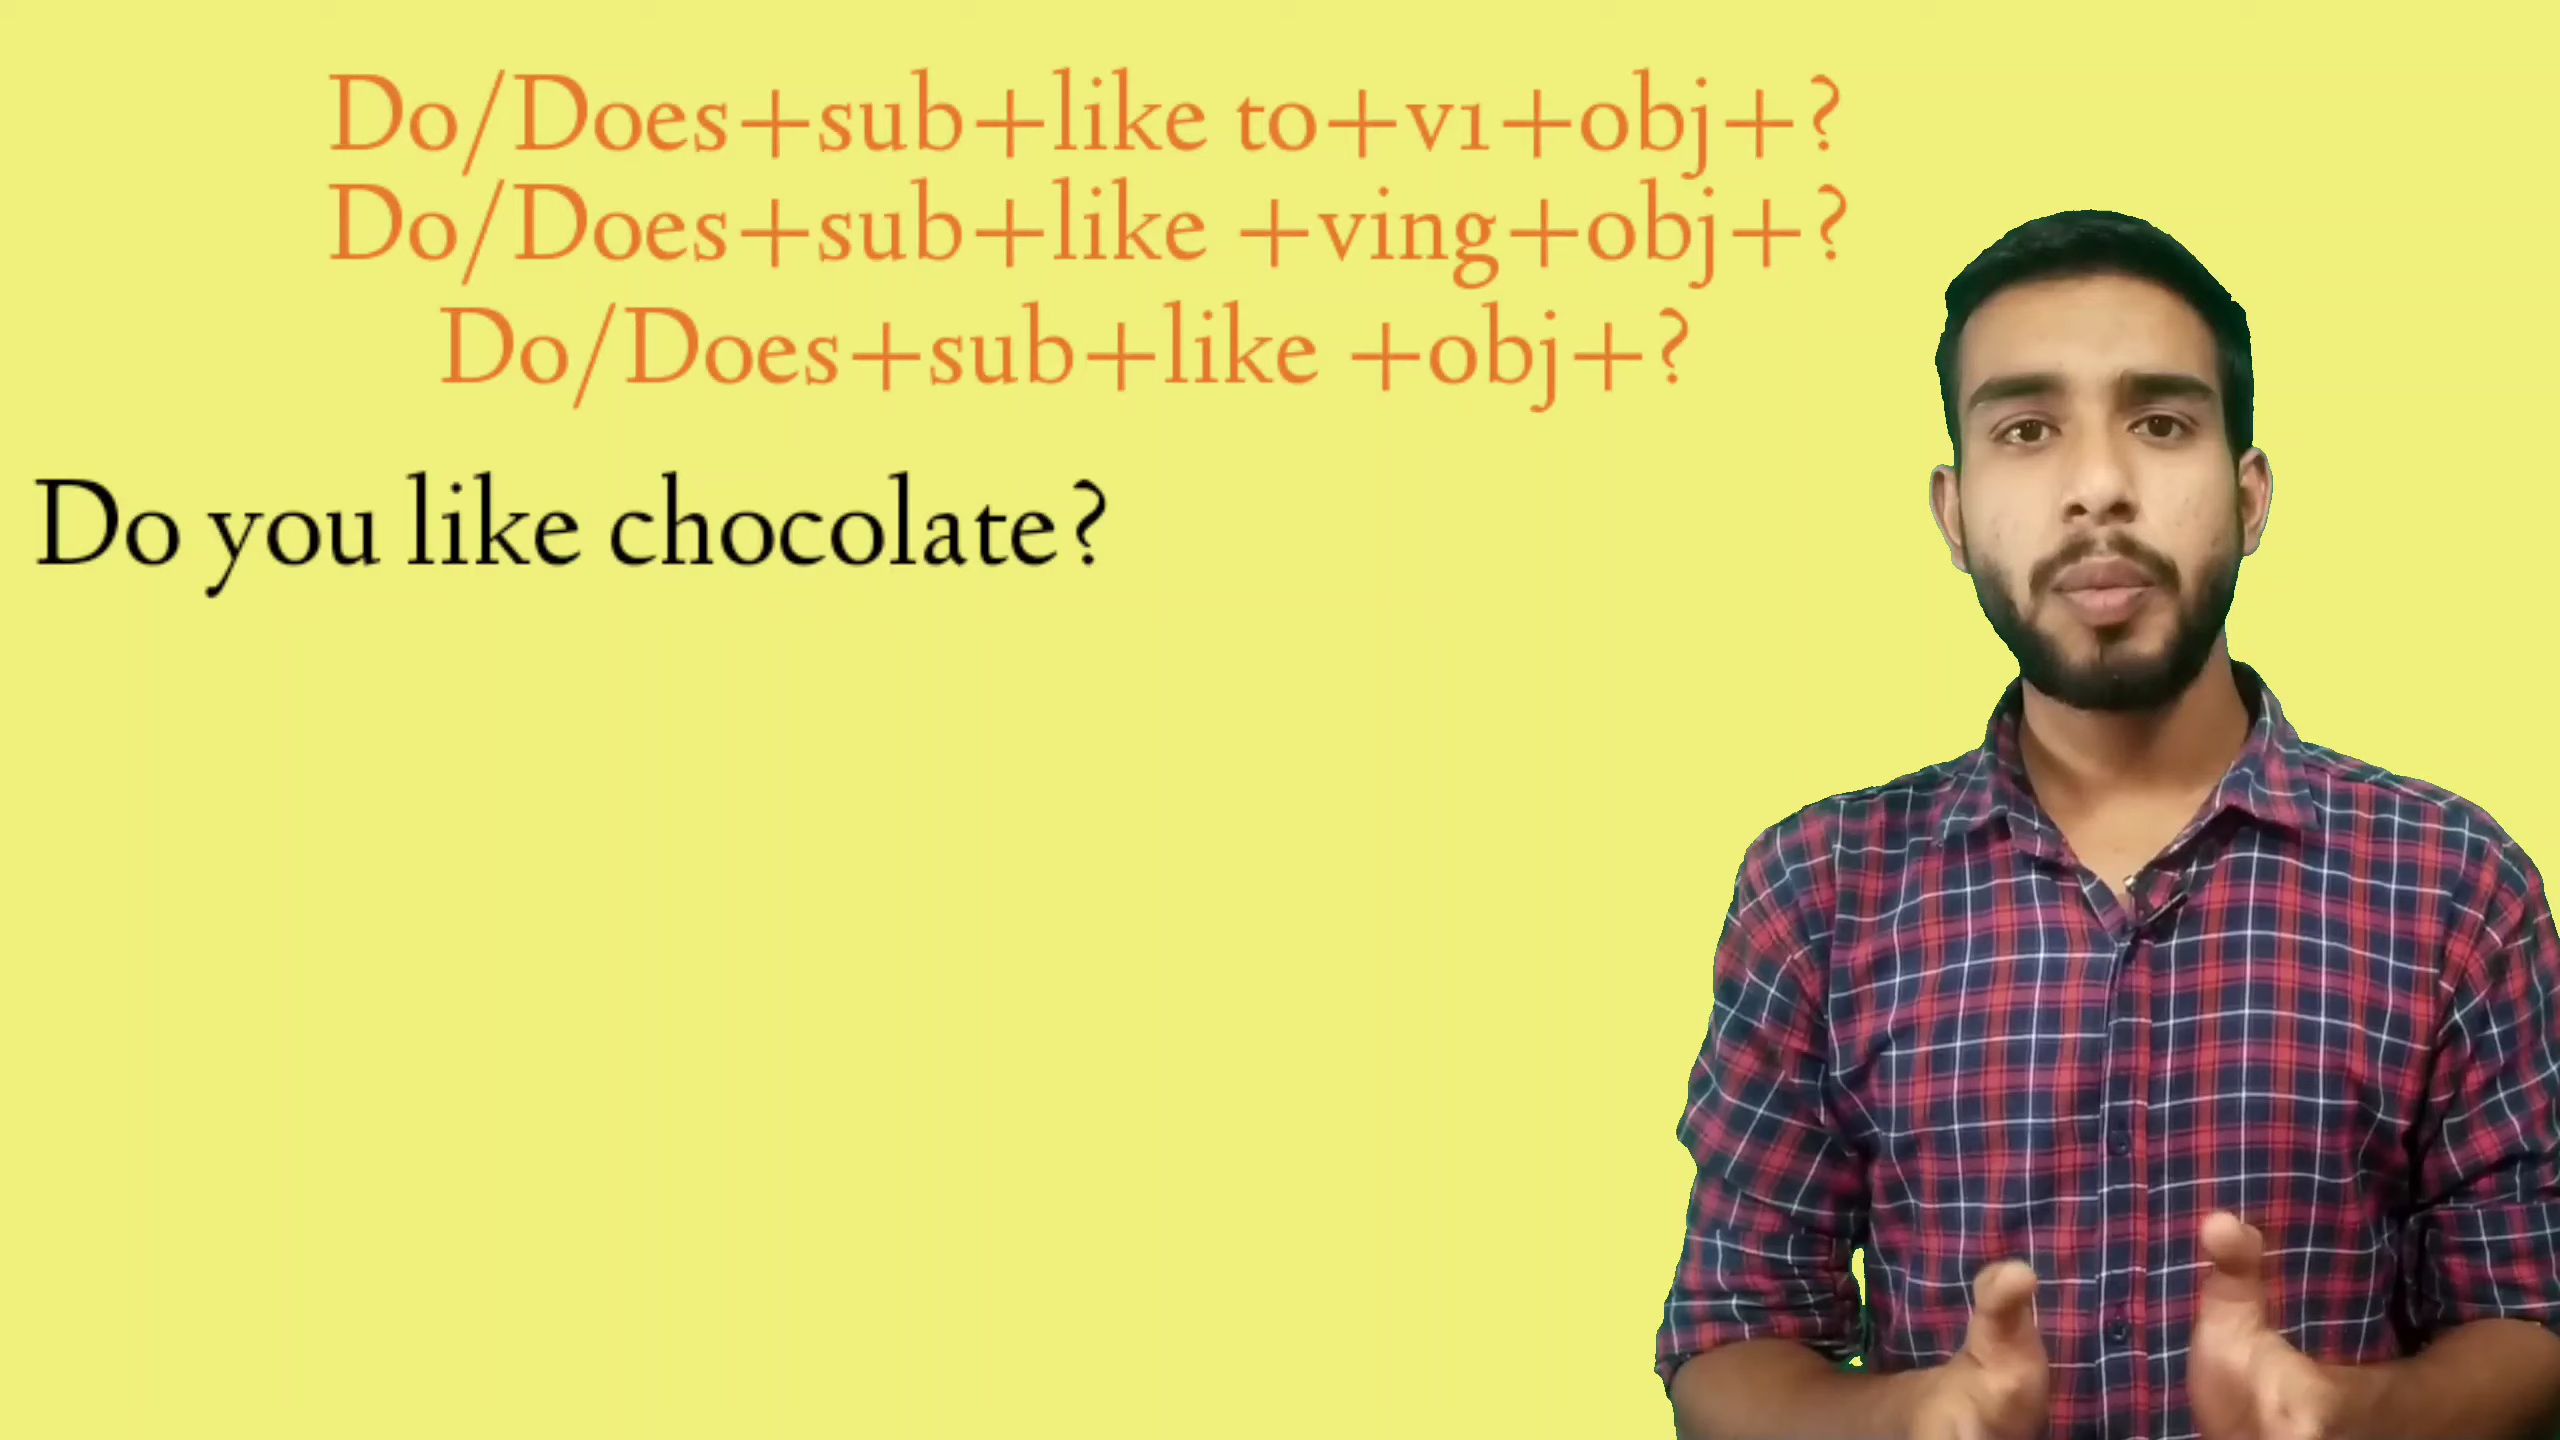 Do/Does+sub+like to+v1+obj+?
Do/Does+sub+like +ving+obj+?
Do/Does+sub+like +obj+?
Do you like chocolate?